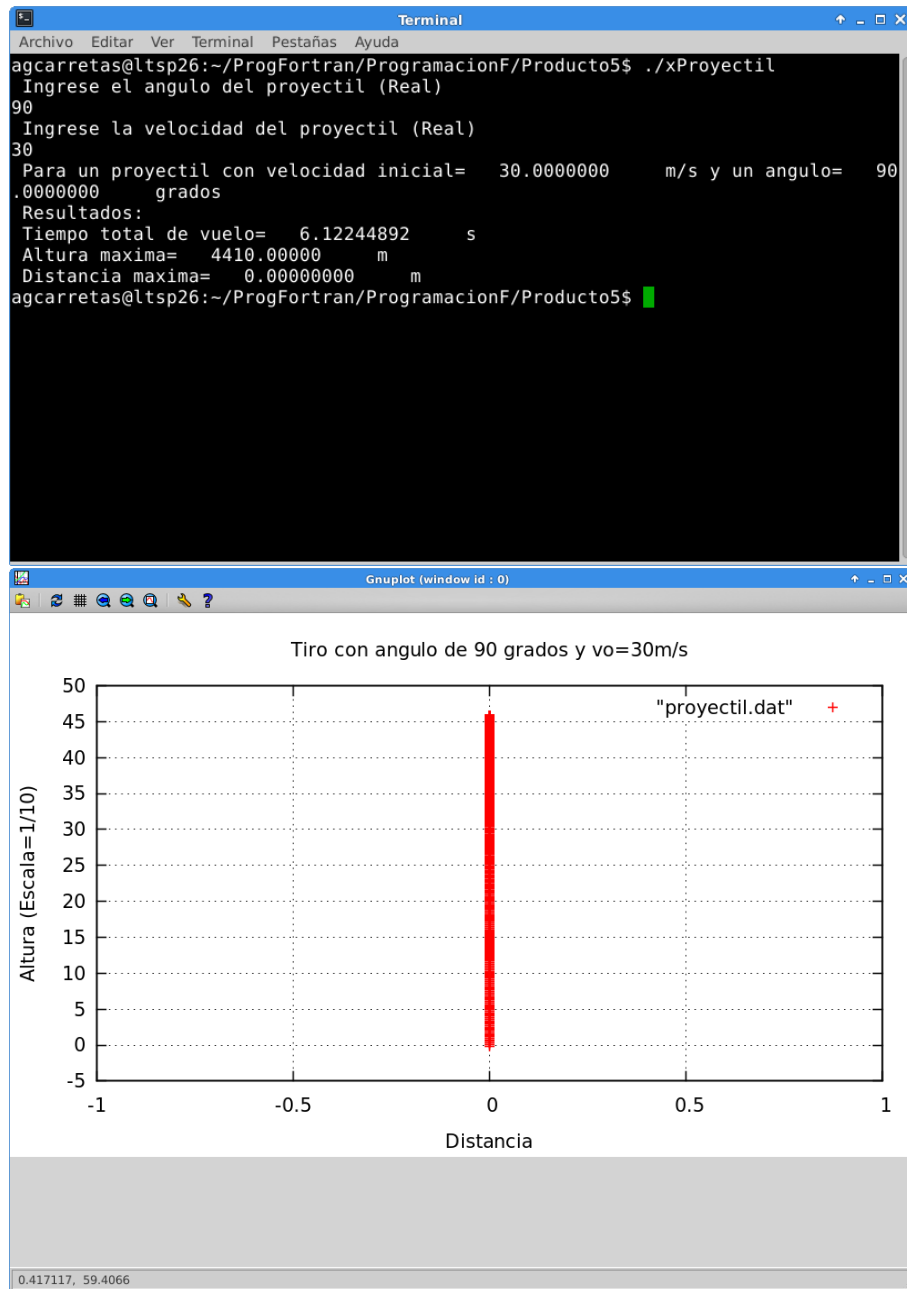 Terminal
Archivo Editar Ver Terminal Pestañas Ayuda
agcarretas@ltsp26:~/ProgFortran/ProgramacionF/Producto5$ ./xProyectil
Ingrese el angulo del proyectil (Real)
90
Ingrese la velocidad del proyectil (Real)
30
Para un proyectil con velocidad inicial= 30.0000000 m/s y un angulo= 90
.0000000 grados
Resultados:
Tiempo total de vuelo= 6.12244892 s
Altura maxima= 4410.00000 m
Distancia maxima= 0.00000000 m
agcarretas@ltsp26:~/ProgFortran/ProgramacionF/Producto5$
Gnuplot (window id : 0)
?
Tiro con angulo de 90 grados y vo=30m/s
"proyectil.dat"
50
45
40
35
30
25
20
15
10
5
0
-5
Altura (Escala=1/10)
-1 -0.5 0 0.5 1
Distancia
0.417117, 59.4066